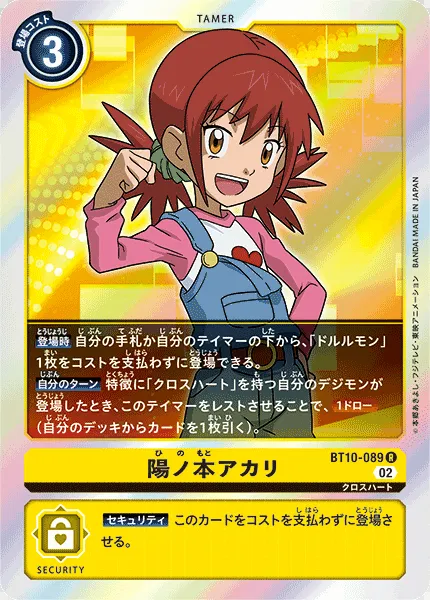 TAMER
登場コスト
3
登場時 自分の手札か自分のテイマーの下から、「ドルルモン」
1枚をコストを支払わずに登場できる。
自分のターン 特徴に「クロスハート」を持つ自分のデジモンが
登場したとき、このテイマーをレストさせることで、1ドロー
(自分のデッキからカードを1枚引く)。
陽ノ本アカリ
ひ の もと
BT10-089 R
02
クロスハート
セキュリティ このカードをコストを支払わずに登場さ
せる。
SECURITY
©本郷あきよし・フジテレビ・東映アニメーション BANDAI MADE IN JAPAN